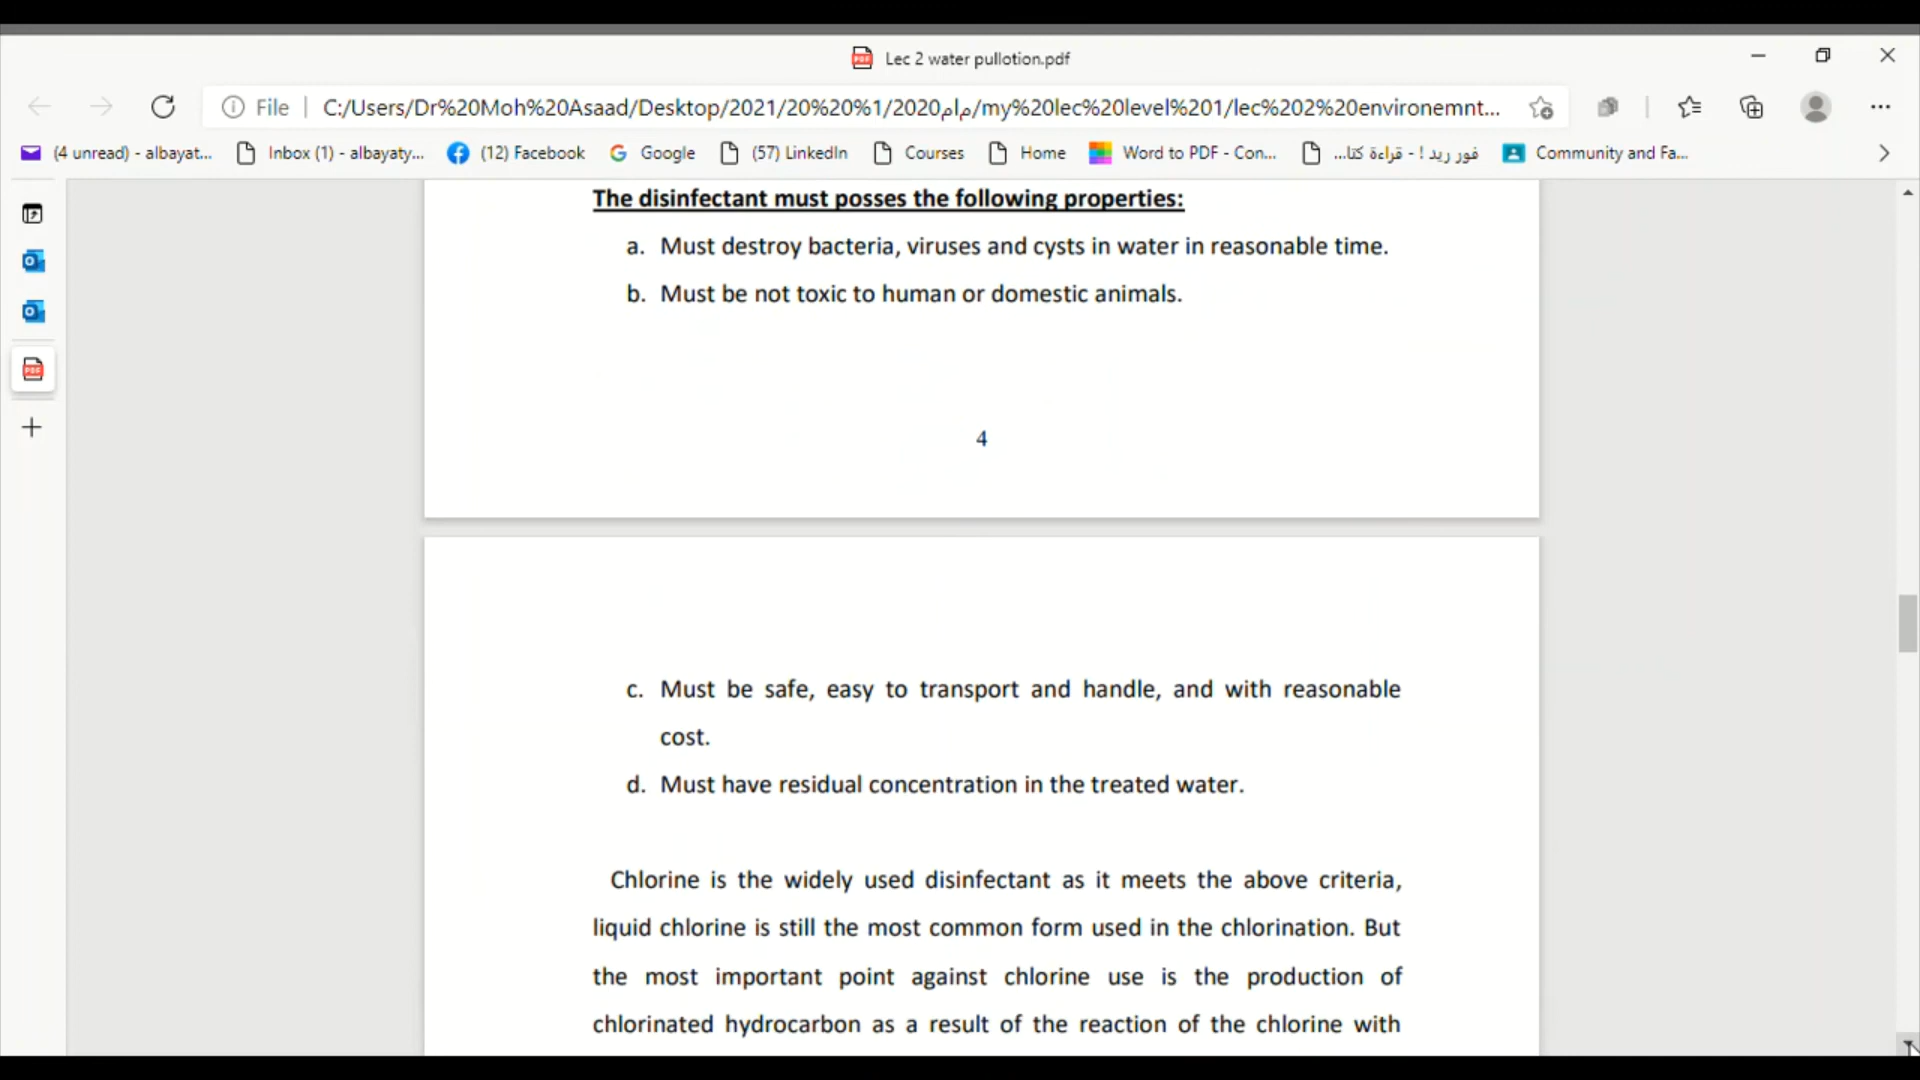 Lec 2 water pullotion.pdf
File
C:/Users/Dr%20Moh%20Asaad/Desktop/2021/20%20%1/2020مام/my%20lec%20level%201/lec%202%20environemnt...
(4 unread) - albayat...
Inbox (1) - albayaty...
(12) Facebook
Google
(57) LinkedIn
Courses
Home
Word to PDF - Con...
فور ريد ! - قراءة كتا...
Community and Fa...
The disinfectant must posses the following properties:
a. Must destroy bacteria, viruses and cysts in water in reasonable time.
b. Must be not toxic to human or domestic animals.
4
c. Must be safe, easy to transport and handle, and with reasonable
cost.
d. Must have residual concentration in the treated water.
Chlorine is the widely used disinfectant as it meets the above criteria,
liquid chlorine is still the most common form used in the chlorination. But
the most important point against chlorine use is the production of
chlorinated hydrocarbon as a result of the reaction of the chlorine with